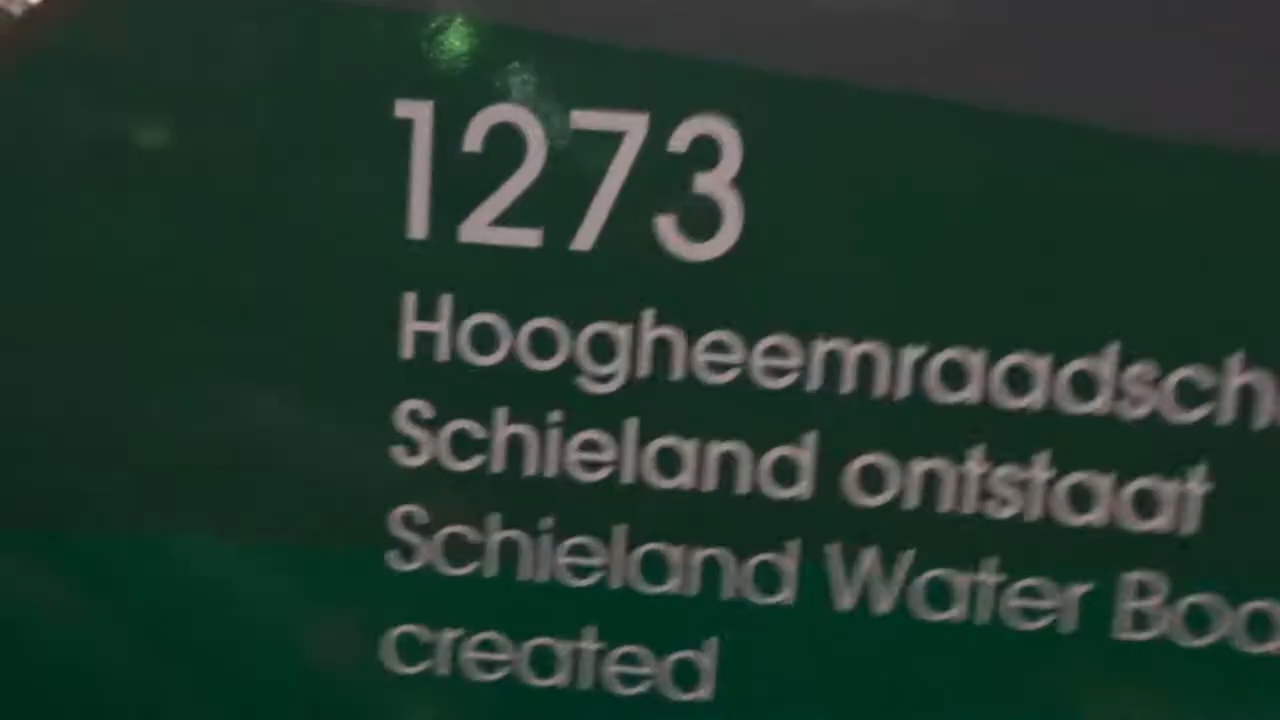 1273
Hoogheemraadsch
Schieland ontstaat
Schieland Water Boa
created